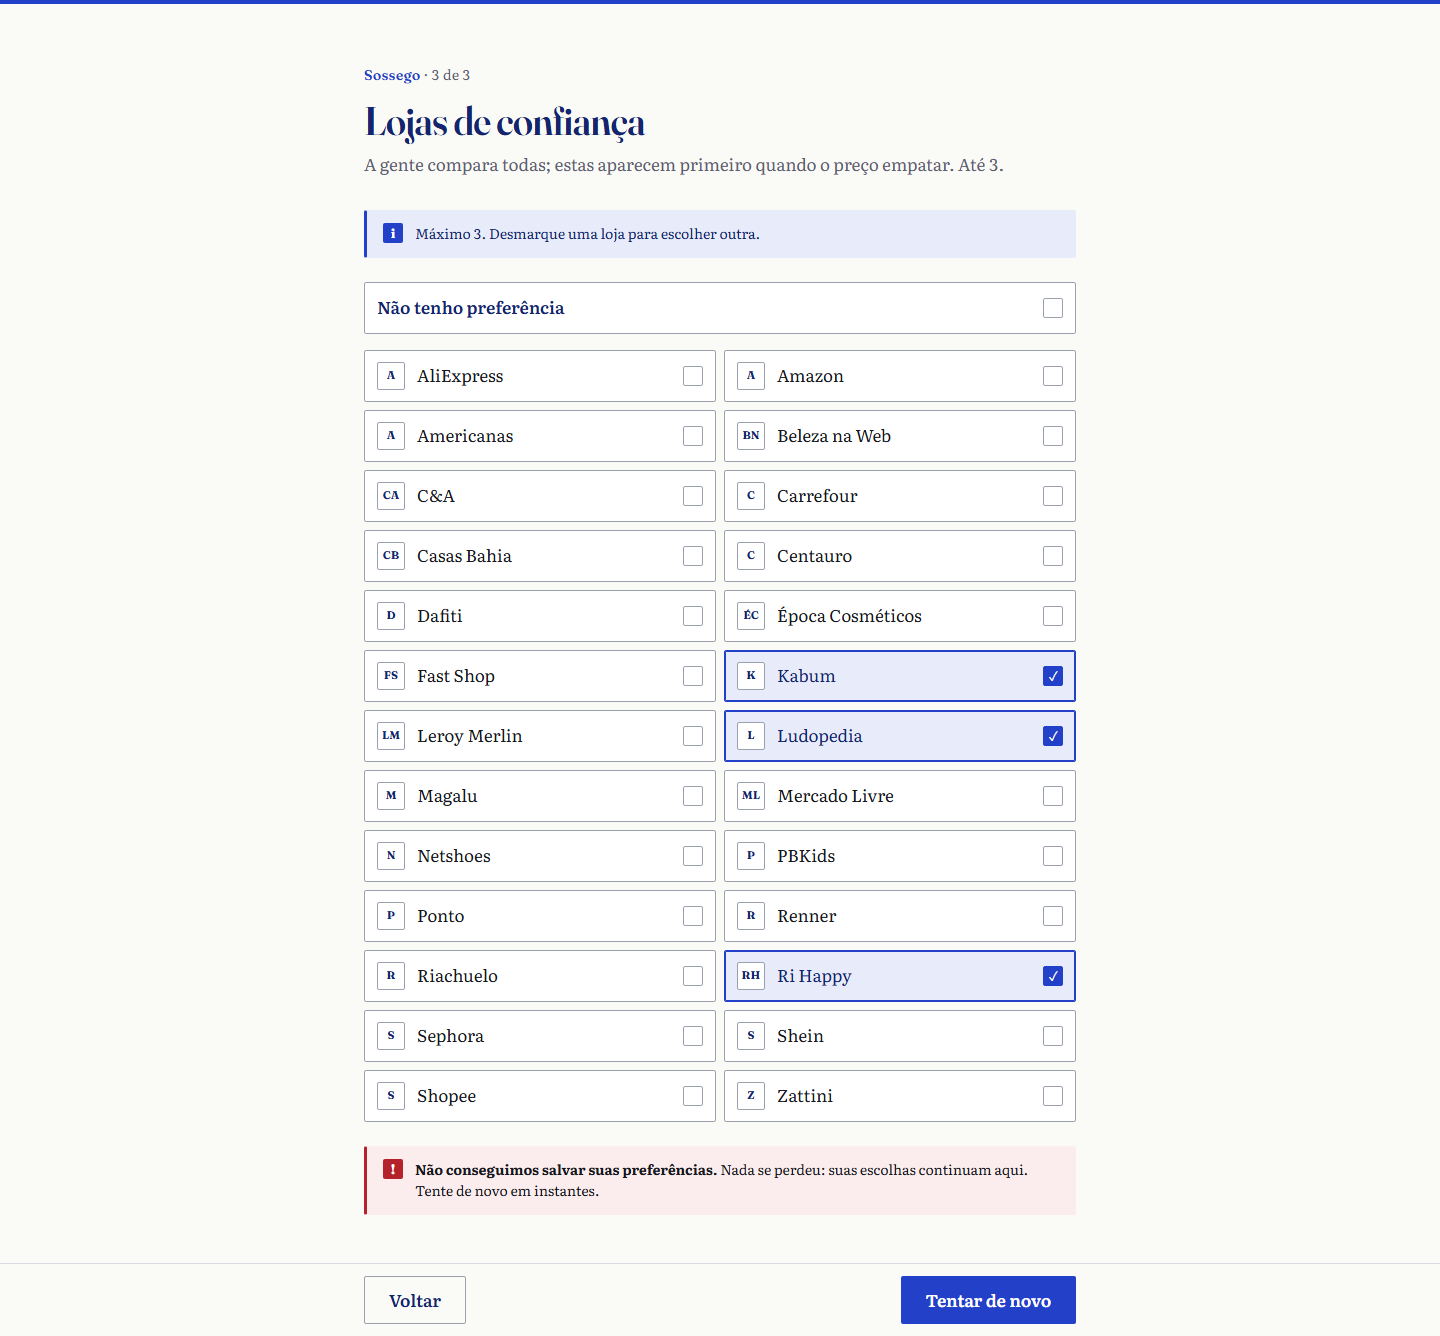 Sossego · 3 de 3
Lojas de confiança
A gente compara todas; estas aparecem primeiro quando o preço empatar. Até 3.
i Máximo 3. Desmarque uma loja para escolher outra.
Não tenho preferência
A AliExpress
A Amazon
A Americanas
BN Beleza na Web
CA C&A
C Carrefour
CB Casas Bahia
C Centauro
D Dafiti
ÉC Época Cosméticos
FS Fast Shop
K Kabum
LM Leroy Merlin
L Ludopedia
M Magalu
ML Mercado Livre
N Netshoes
P PBKids
P Ponto
R Renner
R Riachuelo
RH Ri Happy
S Sephora
S Shein
S Shopee
Z Zattini
! Não conseguimos salvar suas preferências. Nada se perdeu: suas escolhas continuam aqui.
Tente de novo em instantes.
Voltar
Tentar de novo